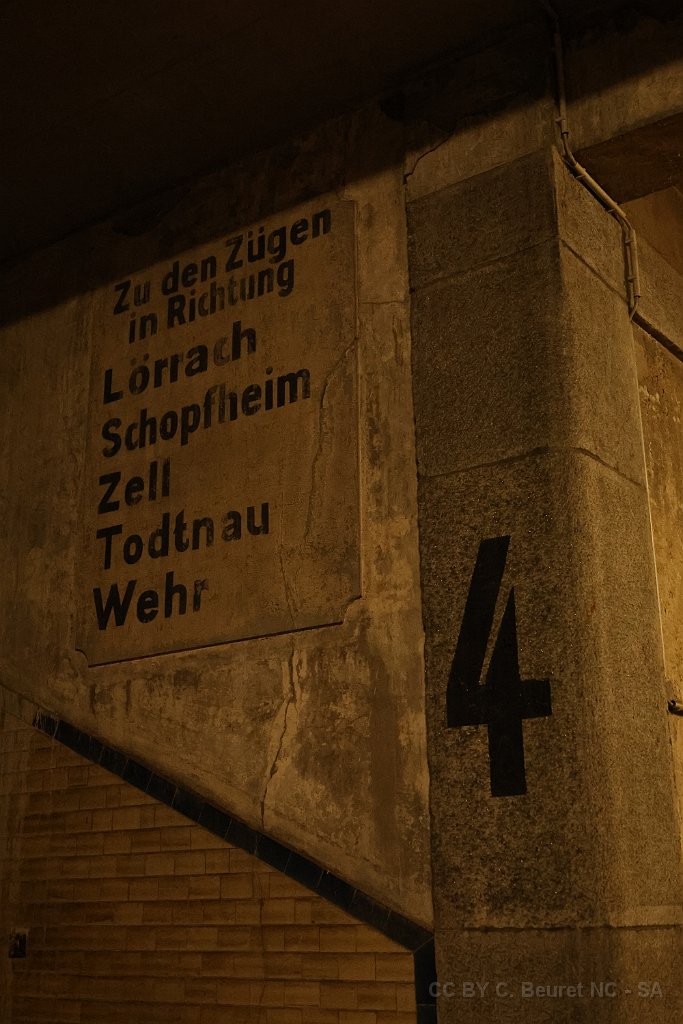 Zu den Zügen
in Richtung
Lörrach
Schopfheim
Zell
Todtnau
Wehr
4
CC BY C. Beuret NC - SA